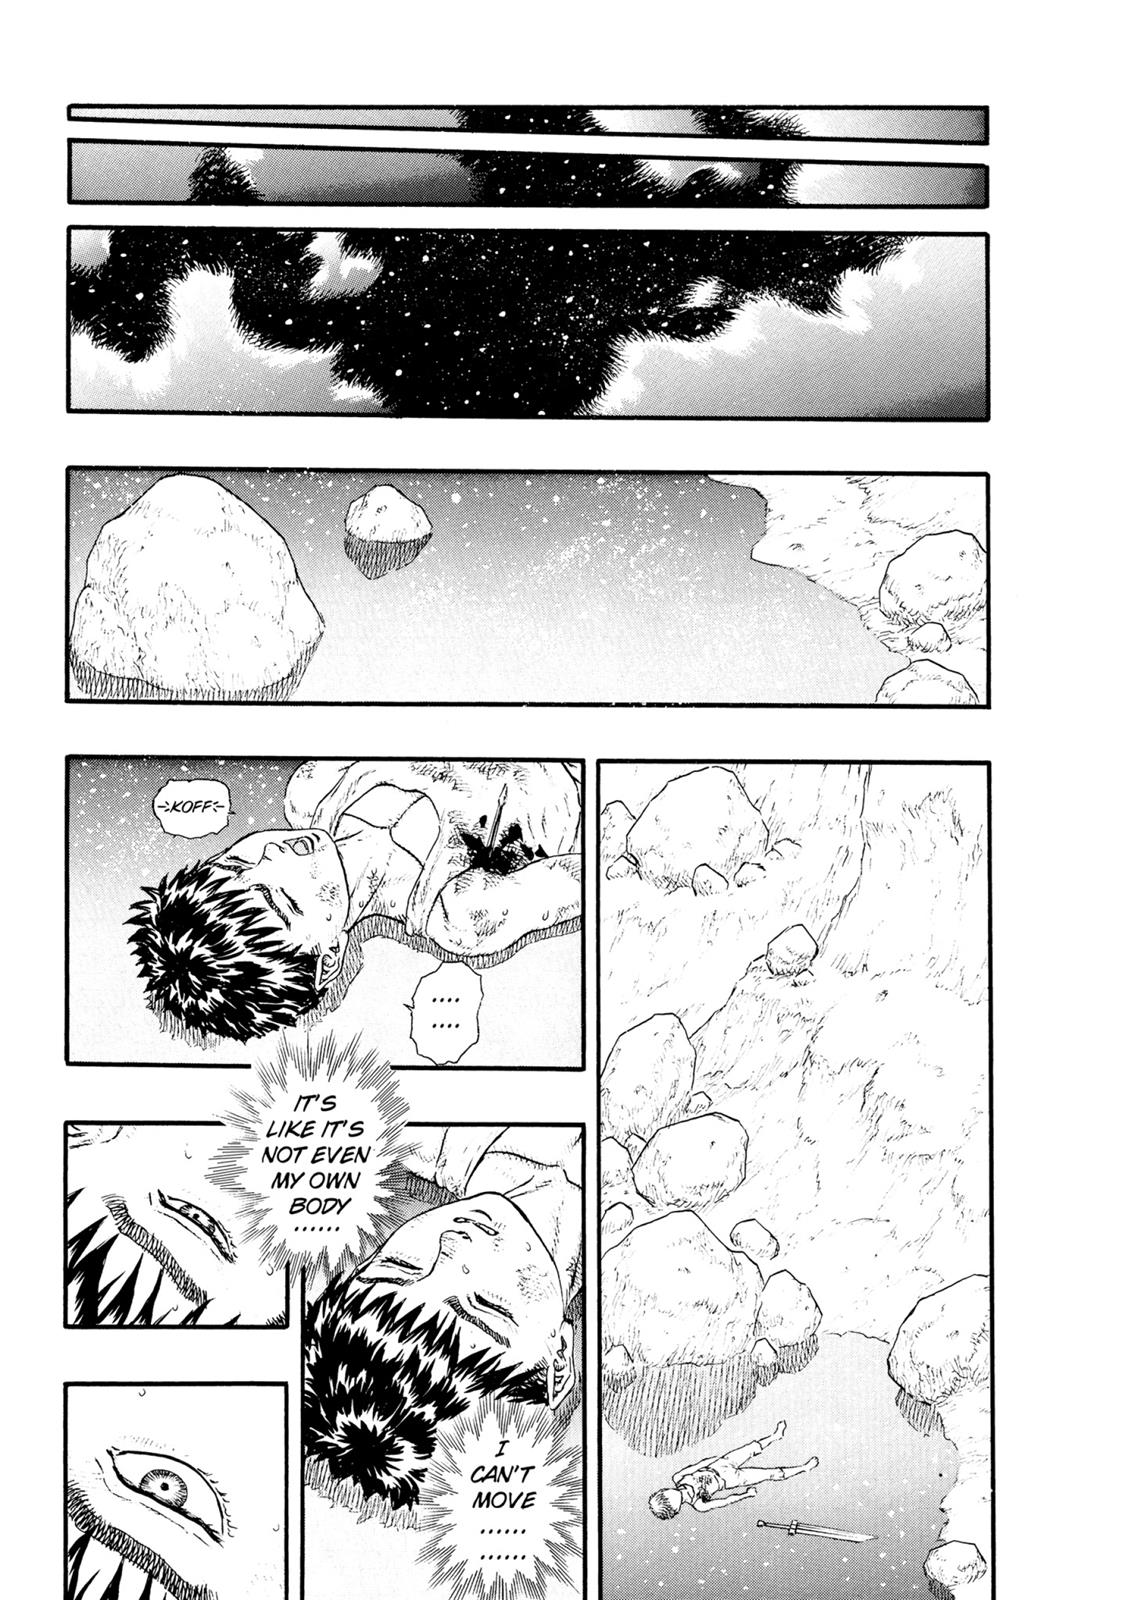 KOFF
....
....
IT'S
LIKE IT'S
NOT EVEN
MY OWN
BODY
......
I
CAN'T
MOVE
......
......